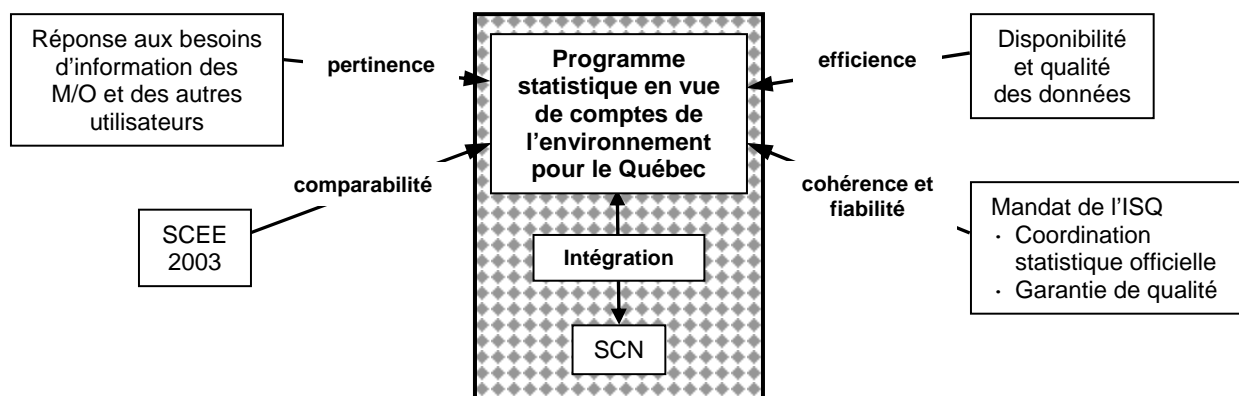 Réponse aux besoins
d'information des
M/O et des autres
utilisateurs
pertinence
Programme
statistique en vue
de comptes de
l'environnement
pour le Québec
efficience
Disponibilité
et qualité
des données
comparabilité
SCEE
2003
cohérence et
fiabilité
Mandat de l'ISQ
· Coordination
statistique officielle
· Garantie de qualité
Intégration
SCN